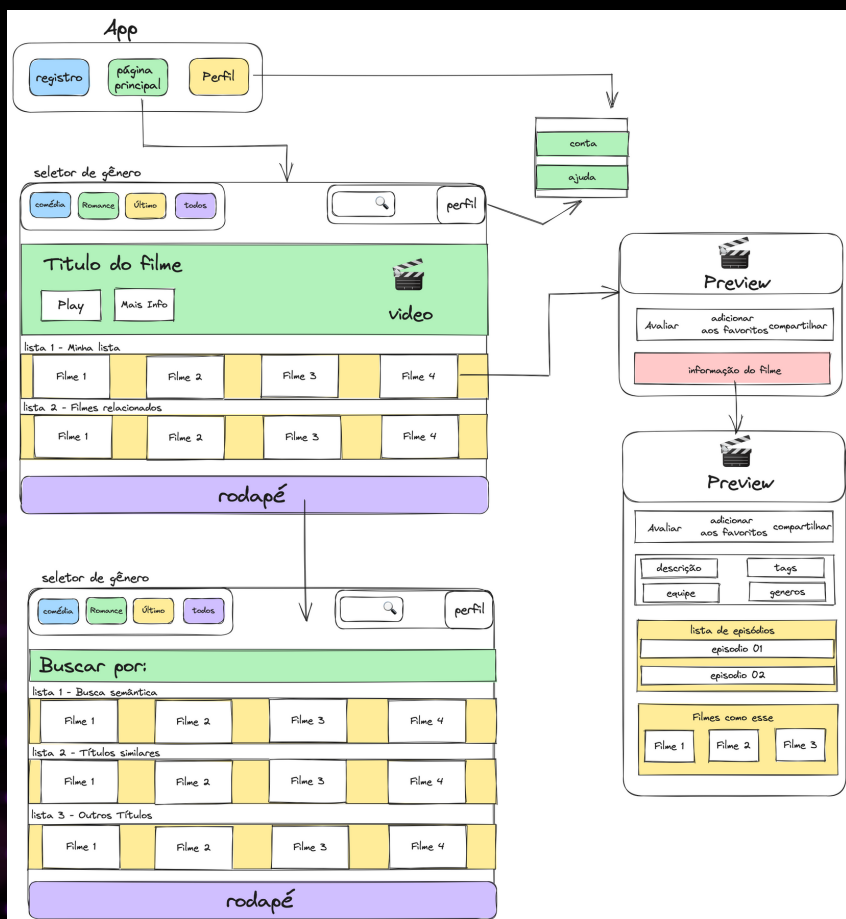 App
registro
página
principal
Perfil
conta
ajuda
seletor de gênero
comédia
Romance
Último
todos
perfil
Titulo do filme
Play
Mais Info
video
lista 1 - Minha lista
Filme 1
Filme 2
Filme 3
Filme 4
lista 2 - Filmes relacionados
Filme 1
Filme 2
Filme 3
Filme 4
rodapé
Preview
Avaliar
adicionar
aos favoritos
compartilhar
informação do filme
Preview
Avaliar
adicionar
aos favoritos
compartilhar
descrição
tags
equipe
generos
lista de episódios
episodio 01
episodio 02
Filmes como esse
Filme 1
Filme 2
Filme 3
seletor de gênero
comédia
Romance
Último
todos
perfil
Buscar por:
lista 1 - Busca semântica
Filme 1
Filme 2
Filme 3
Filme 4
lista 2 - Títulos similares
Filme 1
Filme 2
Filme 3
Filme 4
lista 3 - Outros Títulos
Filme 1
Filme 2
Filme 3
Filme 4
rodapé